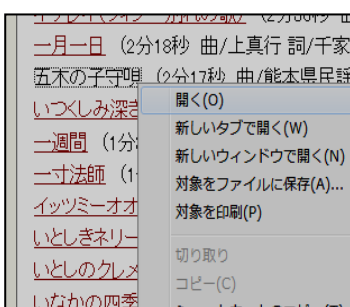 一月一日 (2分18秒 曲/上真行 詞/千家
五木の子守唄 (2分17秒 曲/熊本県民謡
いつくしみ深き
一週間 (1分
一寸法師 (1
イッツミーオオ
いとしきネリー
いとしのクレメ
いなかの四季
開く(O)
新しいタブで開く(W)
新しいウィンドウで開く(N)
対象をファイルに保存(A)...
対象を印刷(P)
切り取り
コピー(C)